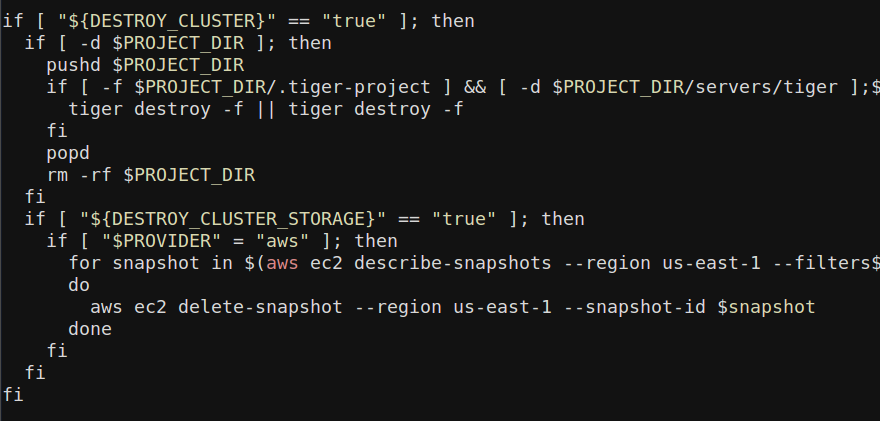 if [ "${DESTROY_CLUSTER}" == "true" ]; then
  if [ -d $PROJECT_DIR ]; then
    pushd $PROJECT_DIR
    if [ -f $PROJECT_DIR/.tiger-project ] && [ -d $PROJECT_DIR/servers/tiger ];$
      tiger destroy -f || tiger destroy -f
    fi
    popd
    rm -rf $PROJECT_DIR
  fi
  if [ "${DESTROY_CLUSTER_STORAGE}" == "true" ]; then
    if [ "$PROVIDER" = "aws" ]; then
      for snapshot in $(aws ec2 describe-snapshots --region us-east-1 --filters$
      do
        aws ec2 delete-snapshot --region us-east-1 --snapshot-id $snapshot
      done
    fi
  fi
fi